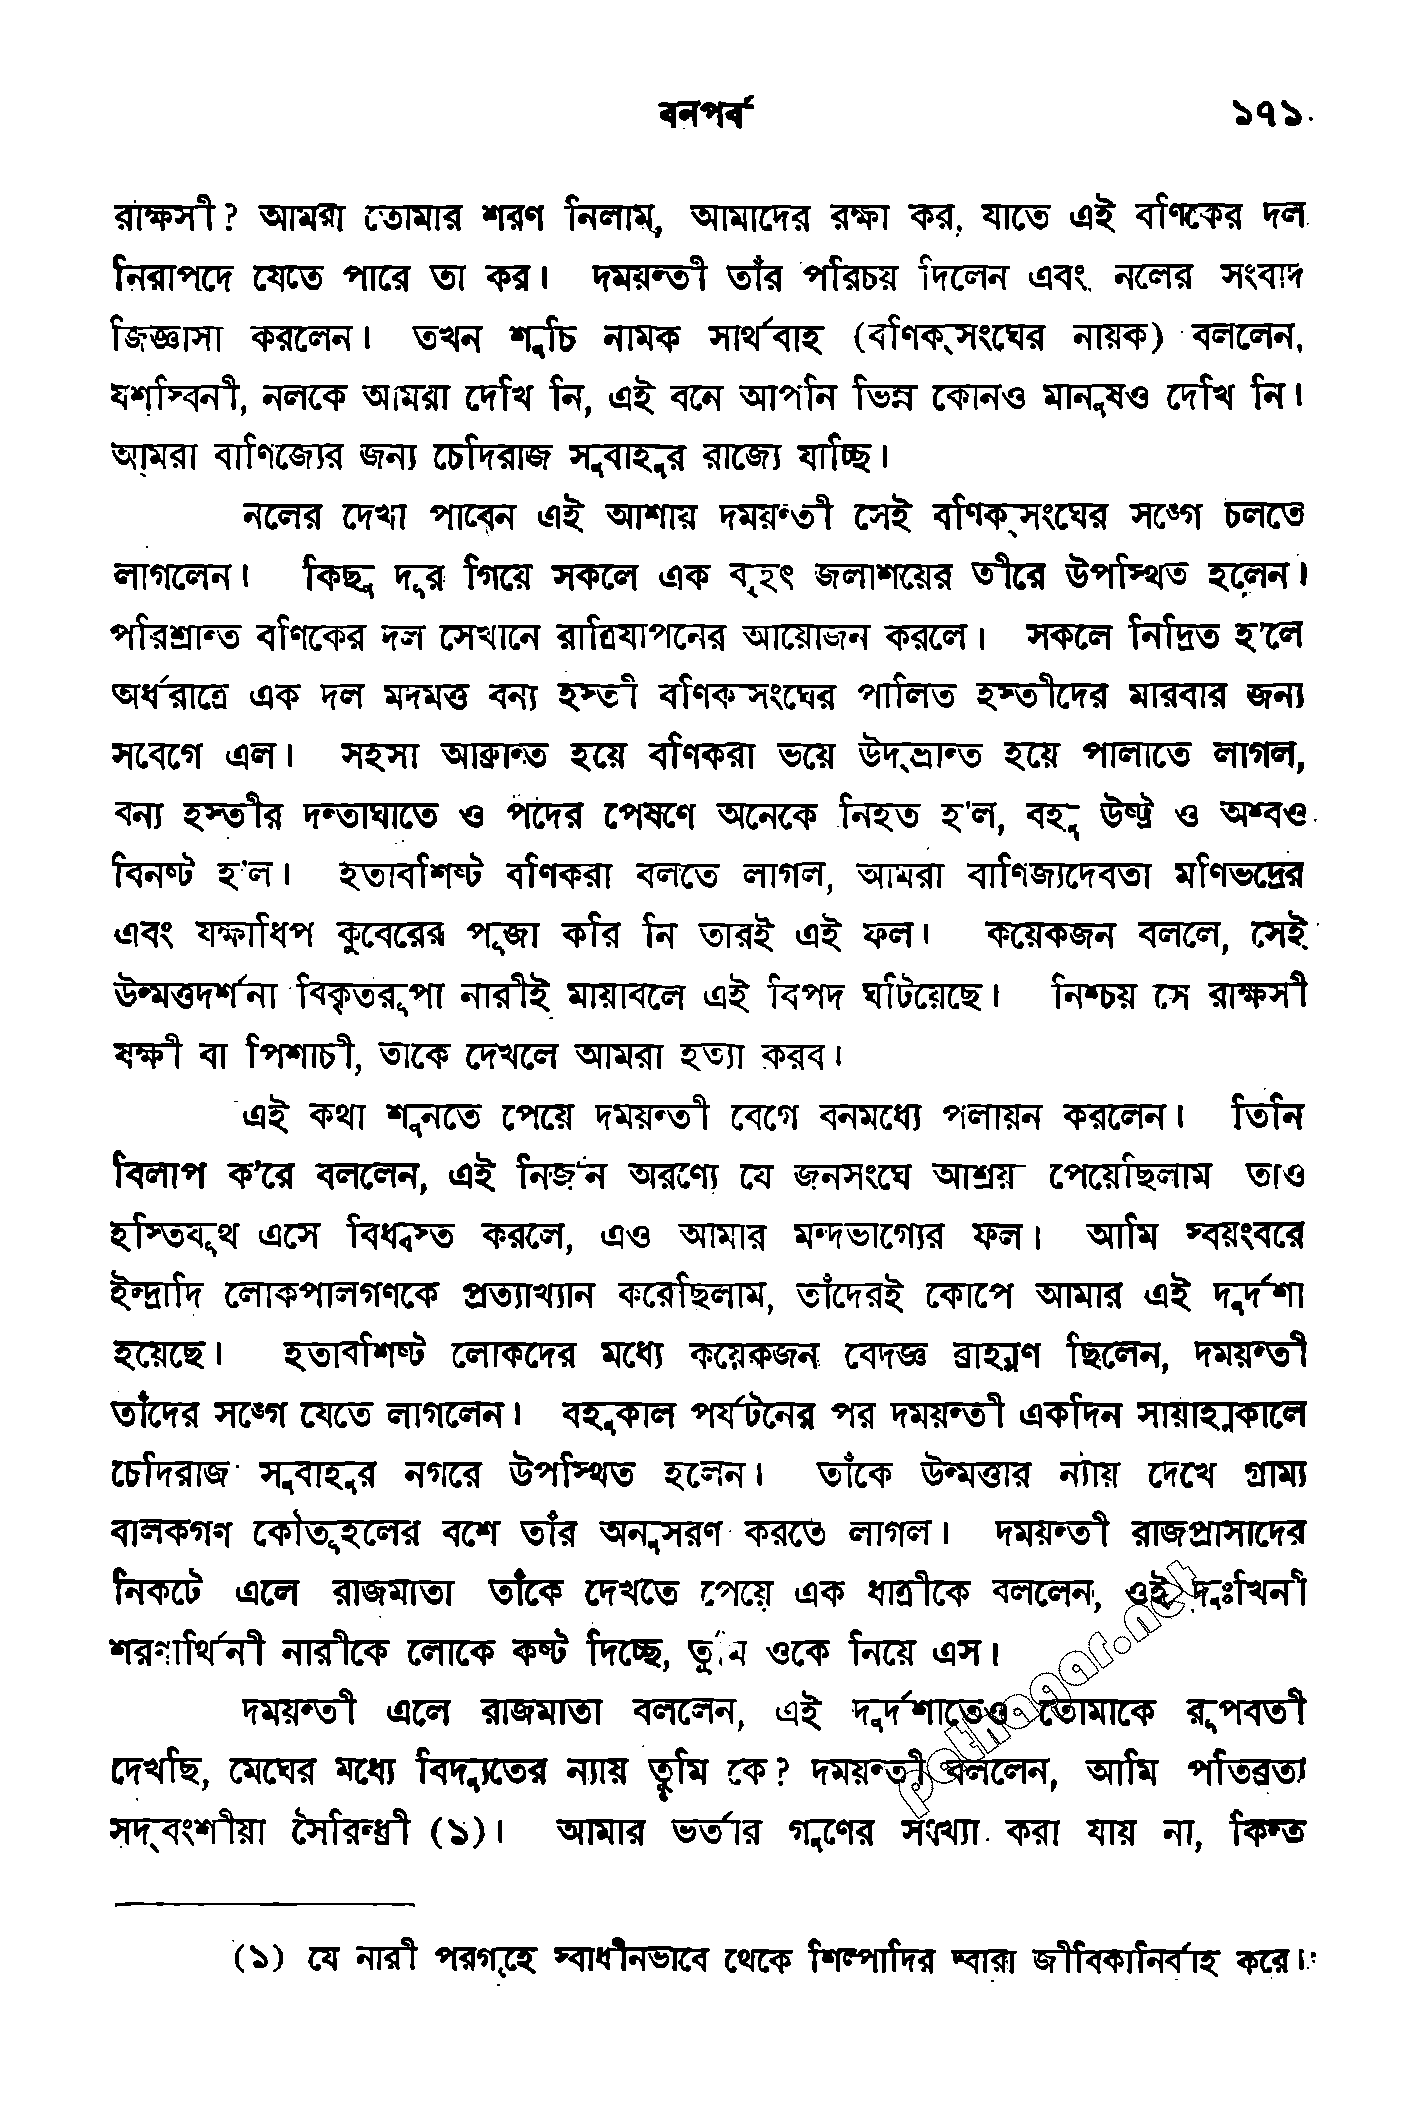 বনপর্ব ১৭১
রাক্ষসী? আমরা তোমার শরণ নিলাম, আমাদের রক্ষা কর, যাতে এই বণিকের দল
নিরাপদে যেতে পারে তা কর। দময়ন্তী তাঁর পরিচয় দিলেন এবং নলের সংবাদ
জিজ্ঞাসা করলেন। তখন শুচি নামক সার্থবাহ (বণিক্‌সংঘের নায়ক) বললেন,
যশস্বিনী, নলকে আমরা দেখি নি, এই বনে আপনি ভিন্ন কোনও মানুষও দেখি নি।
আমরা বাণিজ্যের জন্য চেদিরাজ সুবাহুর রাজ্যে যাচ্ছি।
নলের দেখা পাবেন এই আশায় দময়ন্তী সেই বণিক্‌সংঘের সঙ্গে চলতে
লাগলেন। কিছু দূর গিয়ে সকলে এক বৃহৎ জলাশয়ের তীরে উপস্থিত হলেন।
পরিশ্রান্ত বণিকের দল সেখানে রাত্রিযাপনের আয়োজন করলে। সকলে নিদ্রিত হ'লে
অর্ধরাত্রে এক দল মদমত্ত বন্য হস্তী বণিকসংঘের পালিত হস্তীদের মারবার জন্য
সবেগে এল। সহসা আক্রান্ত হয়ে বণিকরা ভয়ে উদ্‌ভ্রান্ত হয়ে পালাতে লাগল,
বন্য হস্তীর দন্তাঘাতে ও পদের পেষণে অনেকে নিহত হ'ল, বহু উষ্ট্র ও অশ্বও
বিনষ্ট হ'ল। হতাবশিষ্ট বণিকরা বলতে লাগল, আমরা বাণিজ্যদেবতা মণিভদ্রের
এবং যক্ষাধিপ কুবেরের পূজা করি নি তারই এই ফল। কয়েকজন বললে, সেই
উন্মত্তদর্শনা বিকৃতরূপা নারীই মায়াবলে এই বিপদ ঘটিয়েছে। নিশ্চয় সে রাক্ষসী
যক্ষী বা পিশাচী, তাকে দেখলে আমরা হত্যা করব।
এই কথা শুনতে পেয়ে দময়ন্তী বেগে বনমধ্যে পলায়ন করলেন। তিনি
বিলাপ ক'রে বললেন, এই নির্জন অরণ্যে যে জনসংঘে আশ্রয় পেয়েছিলাম তাও
হস্তিযূথ এসে বিধ্বস্ত করলে, এও আমার মন্দভাগ্যের ফল। আমি স্বয়ংবরে
ইন্দ্রাদি লোকপালগণকে প্রত্যাখ্যান করেছিলাম, তাঁদেরই কোপে আমার এই দুর্দশা
হয়েছে। হতাবশিষ্ট লোকদের মধ্যে কয়েকজন বেদজ্ঞ ব্রাহ্মণ ছিলেন, দময়ন্তী
তাঁদের সঙ্গে যেতে লাগলেন। বহুকাল পর্যটনের পর দময়ন্তী একদিন সায়াহ্নকালে
চেদিরাজ সুবাহুর নগরে উপস্থিত হলেন। তাঁকে উন্মত্তার ন্যায় দেখে গ্রাম্য
বালকগণ কৌতূহলের বশে তাঁর অনুসরণ করতে লাগল। দময়ন্তী রাজপ্রাসাদের
নিকটে এলে রাজমাতা তাঁকে দেখতে পেয়ে এক ধাত্রীকে বললেন, ওই দুঃখিনী
শরণার্থিনী নারীকে লোকে কষ্ট দিচ্ছে, তুমি ওকে নিয়ে এস।
দময়ন্তী এলে রাজমাতা বললেন, এই দুর্দশাতেও তোমাকে রূপবতী
দেখছি, মেঘের মধ্যে বিদ্যুতের ন্যায় তুমি কে? দময়ন্তী বললেন, আমি পতিব্রতা
সদ্‌বংশীয়া সৈরিন্ধ্রী (১)। আমার ভর্তার গুণের সংখ্যা করা যায় না, কিন্তু
(১) যে নারী পরগৃহে স্বাধীনভাবে থেকে শিল্পাদির দ্বারা জীবিকানির্বাহ করে।
pathagar.net